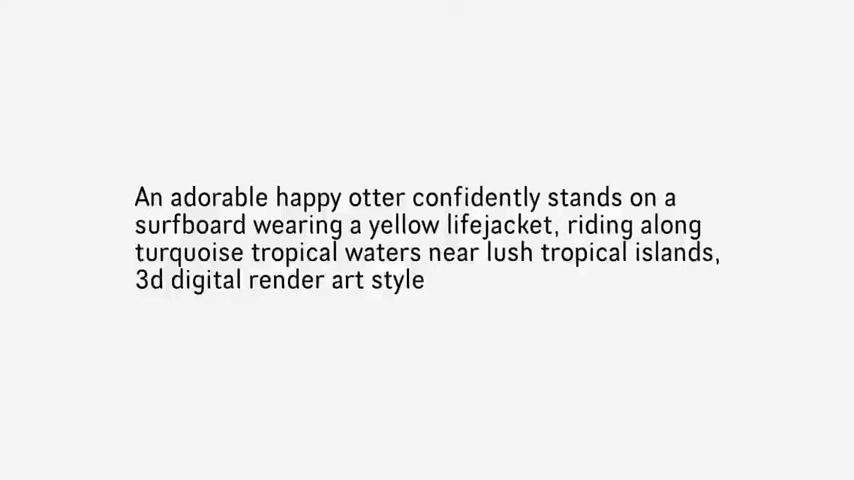 An adorable happy otter confidently stands on a
surfboard wearing a yellow lifejacket, riding along
turquoise tropical waters near lush tropical islands,
3d digital render art style